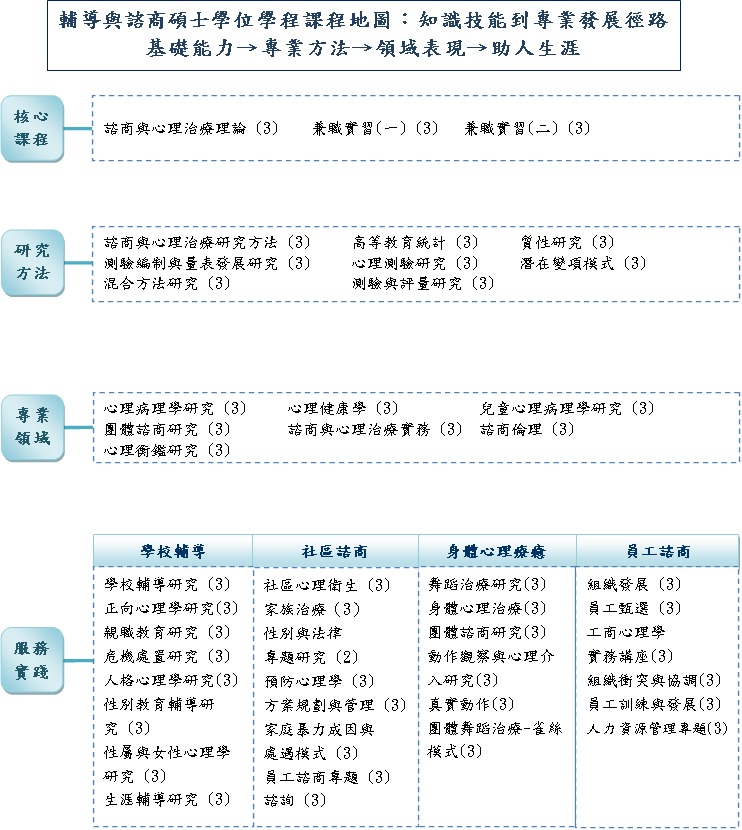 輔導與諮商碩士學位學程課程地圖：知識技能到專業發展徑路
基礎能力→專業方法→領域表現→助人生涯
核心
課程
諮商與心理治療理論 (3) 兼職實習(一) (3) 兼職實習(二) (3)
研究
方法
諮商與心理治療研究方法 (3) 高等教育統計 (3) 質性研究 (3)
測驗編制與量表發展研究 (3) 心理測驗研究 (3) 潛在變項模式 (3)
混合方法研究 (3) 測驗與評量研究 (3)
專業
領域
心理病理學研究 (3) 心理健康學 (3) 兒童心理病理學研究 (3)
團體諮商研究 (3) 諮商與心理治療實務 (3) 諮商倫理 (3)
心理衡鑑研究 (3)
服務
實踐
學校輔導
學校輔導研究 (3)
正向心理學研究(3)
親職教育研究 (3)
危機處置研究 (3)
人格心理學研究(3)
性別教育輔導研
究 (3)
性屬與女性心理學
研究 (3)
生涯輔導研究 (3)
社區諮商
社區心理衛生 (3)
家族治療 (3)
性別與法律
專題研究 (2)
預防心理學 (3)
方案規劃與管理 (3)
家庭暴力成因與
處遇模式 (3)
員工諮商專題 (3)
諮詢 (3)
身體心理療癒
舞蹈治療研究(3)
身體心理治療(3)
團體諮商研究(3)
動作觀察與心理介
入研究(3)
真實動作(3)
團體舞蹈治療-雀絲
模式(3)
員工諮商
組織發展 (3)
員工甄選 (3)
工商心理學
實務講座(3)
組織衝突與協調(3)
員工訓練與發展(3)
人力資源管理專題(3)